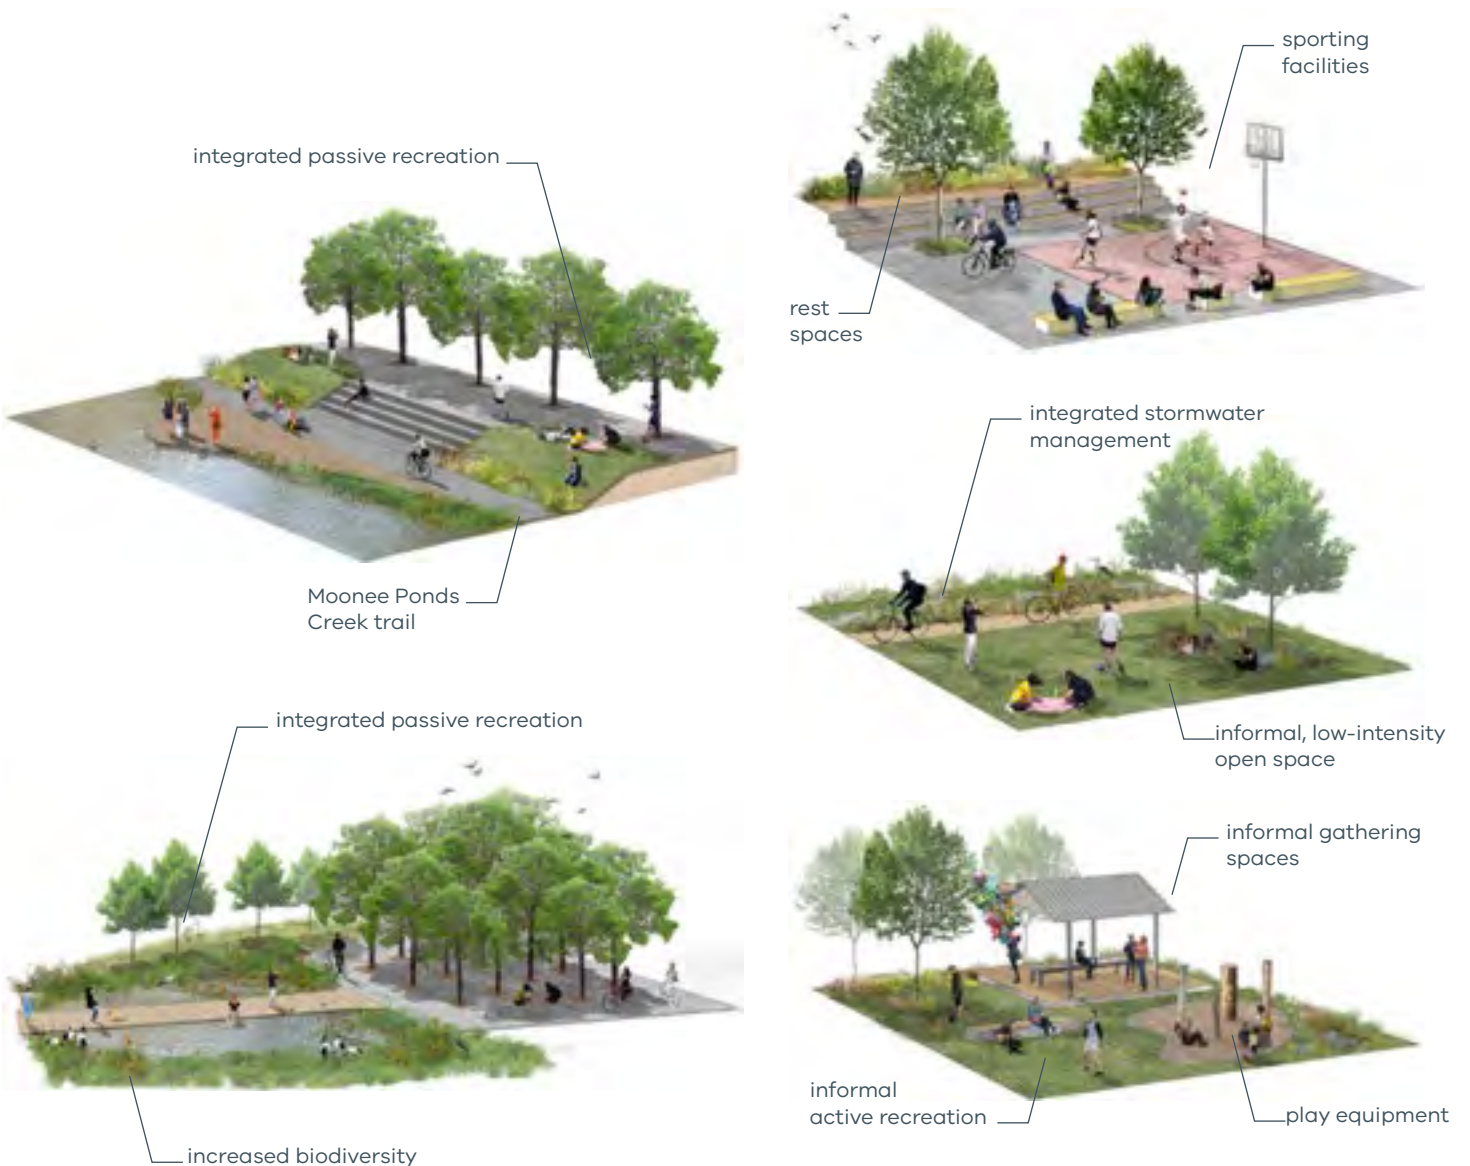 integrated passive recreation
Moonee Ponds
Creek trail
integrated passive recreation
increased biodiversity
sporting
facilities
rest
spaces
integrated stormwater
management
informal, low-intensity
open space
informal gathering
spaces
informal
active recreation
play equipment